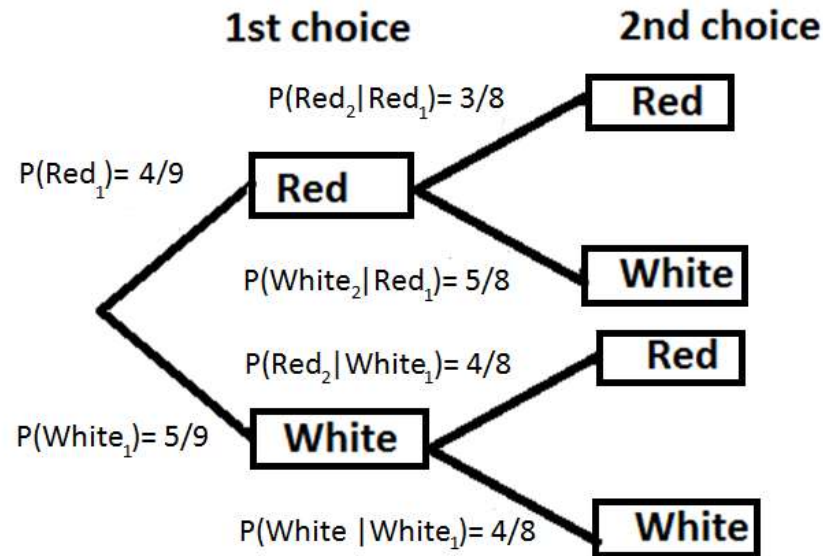 1st choice
2nd choice
P(Red₂|Red₁)= 3/8
Red
P(Red₁)= 4/9
Red
P(White₂|Red₁)= 5/8
White
P(Red₂|White₁)= 4/8
Red
P(White₁)= 5/9
White
P(White |White₁)= 4/8
White